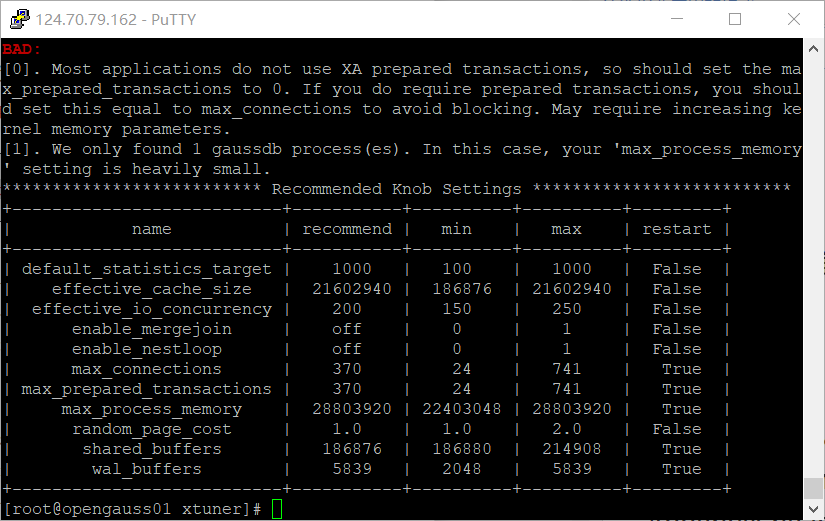 124.70.79.162 - PuTTY
BAD:
[0]. Most applications do not use XA prepared transactions, so should set the ma
x_prepared_transactions to 0. If you do require prepared transactions, you shoul
d set this equal to max_connections to avoid blocking. May require increasing ke
rnel memory parameters.
[1]. We only found 1 gaussdb process(es). In this case, your 'max_process_memory
' setting is heavily small.
************************** Recommended Knob Settings **************************
+---------------------------+-----------+----------+----------+---------+
|            name           | recommend |   min    |   max    | restart |
+---------------------------+-----------+----------+----------+---------+
| default_statistics_target |    1000   |   100    |   1000   |  False  |
|    effective_cache_size   |  21602940 |  186876  | 21602940 |  False  |
|  effective_io_concurrency |    200    |   150    |   250    |  False  |
|      enable_mergejoin     |    off    |    0     |    1     |  False  |
|      enable_nestloop      |    off    |    0     |    1     |  False  |
|      max_connections      |    370    |    24    |   741    |   True  |
| max_prepared_transactions |    370    |    24    |   741    |   True  |
|     max_process_memory    |  28803920 | 22403048 | 28803920 |   True  |
|      random_page_cost     |    1.0    |   1.0    |   2.0    |  False  |
|       shared_buffers      |   186876  |  186880  |  214908  |   True  |
|        wal_buffers        |    5839   |   2048   |   5839   |   True  |
+---------------------------+-----------+----------+----------+---------+
[root@opengauss01 xtuner]#